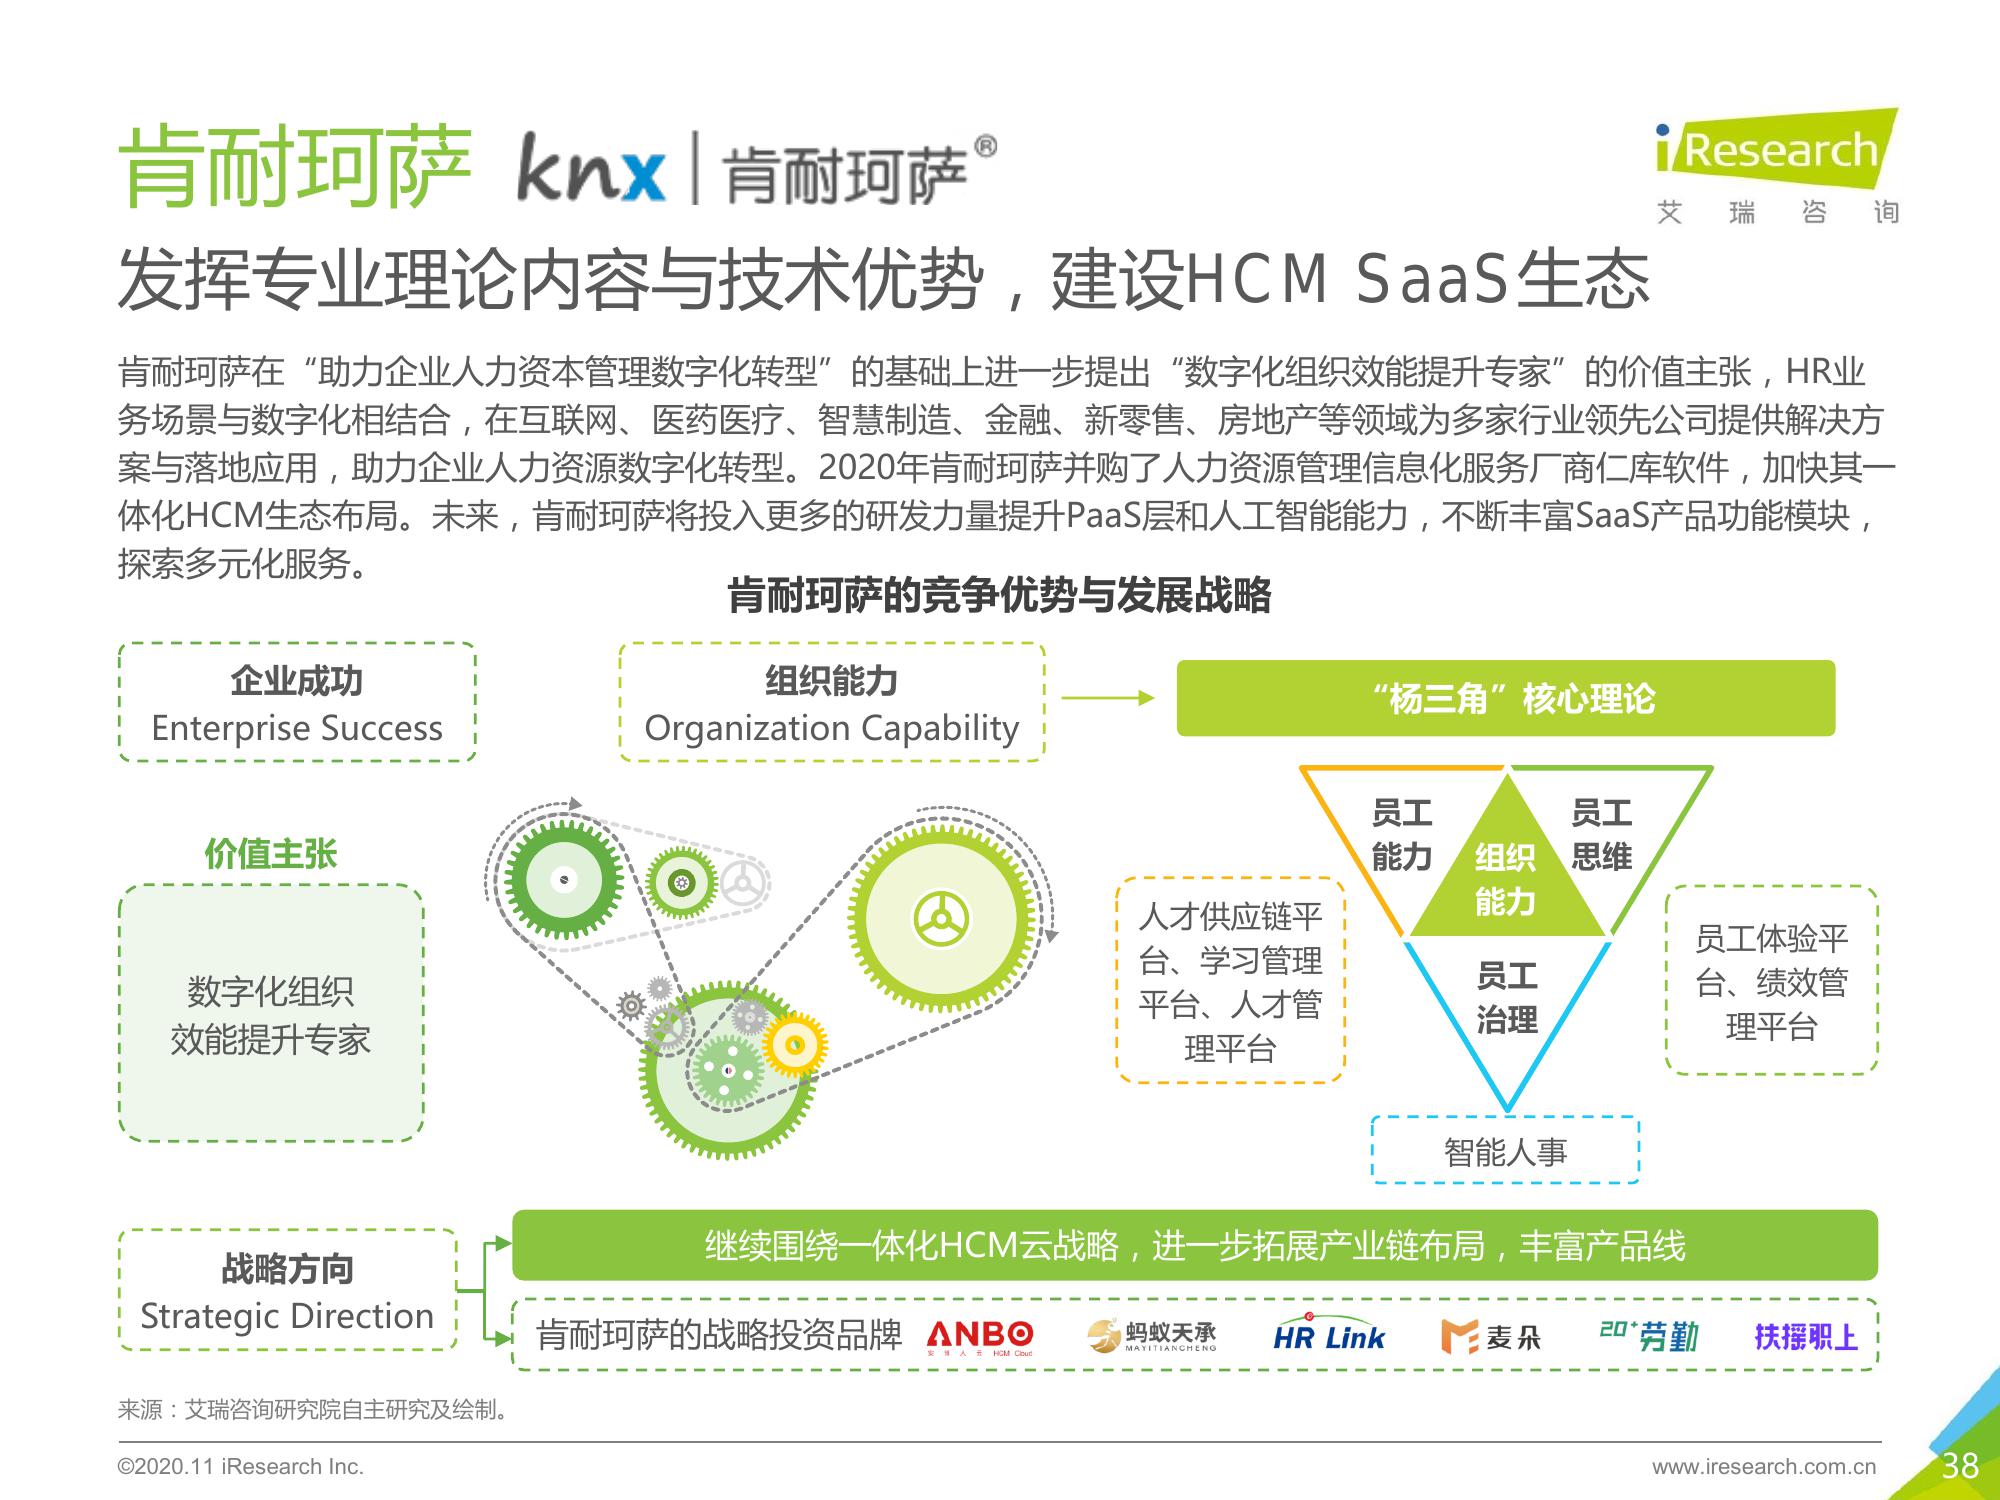 肯耐珂萨
knx | 肯耐珂萨®
iResearch
艾瑞咨询
发挥专业理论内容与技术优势，建设HCM SaaS生态
肯耐珂萨在“助力企业人力资本管理数字化转型”的基础上进一步提出“数字化组织效能提升专家”的价值主张，HR业
务场景与数字化相结合，在互联网、医药医疗、智慧制造、金融、新零售、房地产等领域为多家行业领先公司提供解决方
案与落地应用，助力企业人力资源数字化转型。2020年肯耐珂萨并购了人力资源管理信息化服务厂商仁库软件，加快其一
体化HCM生态布局。未来，肯耐珂萨将投入更多的研发力量提升PaaS层和人工智能能力，不断丰富SaaS产品功能模块，
探索多元化服务。
肯耐珂萨的竞争优势与发展战略
企业成功
Enterprise Success
组织能力
Organization Capability
“杨三角”核心理论
价值主张
数字化组织
效能提升专家
员工
能力
组织
能力
员工
思维
员工
治理
人才供应链平
台、学习管理
平台、人才管
理平台
员工体验平
台、绩效管
理平台
智能人事
战略方向
Strategic Direction
继续围绕一体化HCM云战略，进一步拓展产业链布局，丰富产品线
肯耐珂萨的战略投资品牌
ANBO
安博人云 HCM Cloud
蚂蚁天承
MAYITIANCHENG
HR Link
麦朵
20+劳勤
扶摇职上
来源：艾瑞咨询研究院自主研究及绘制。
©2020.11 iResearch Inc.
www.iresearch.com.cn
38